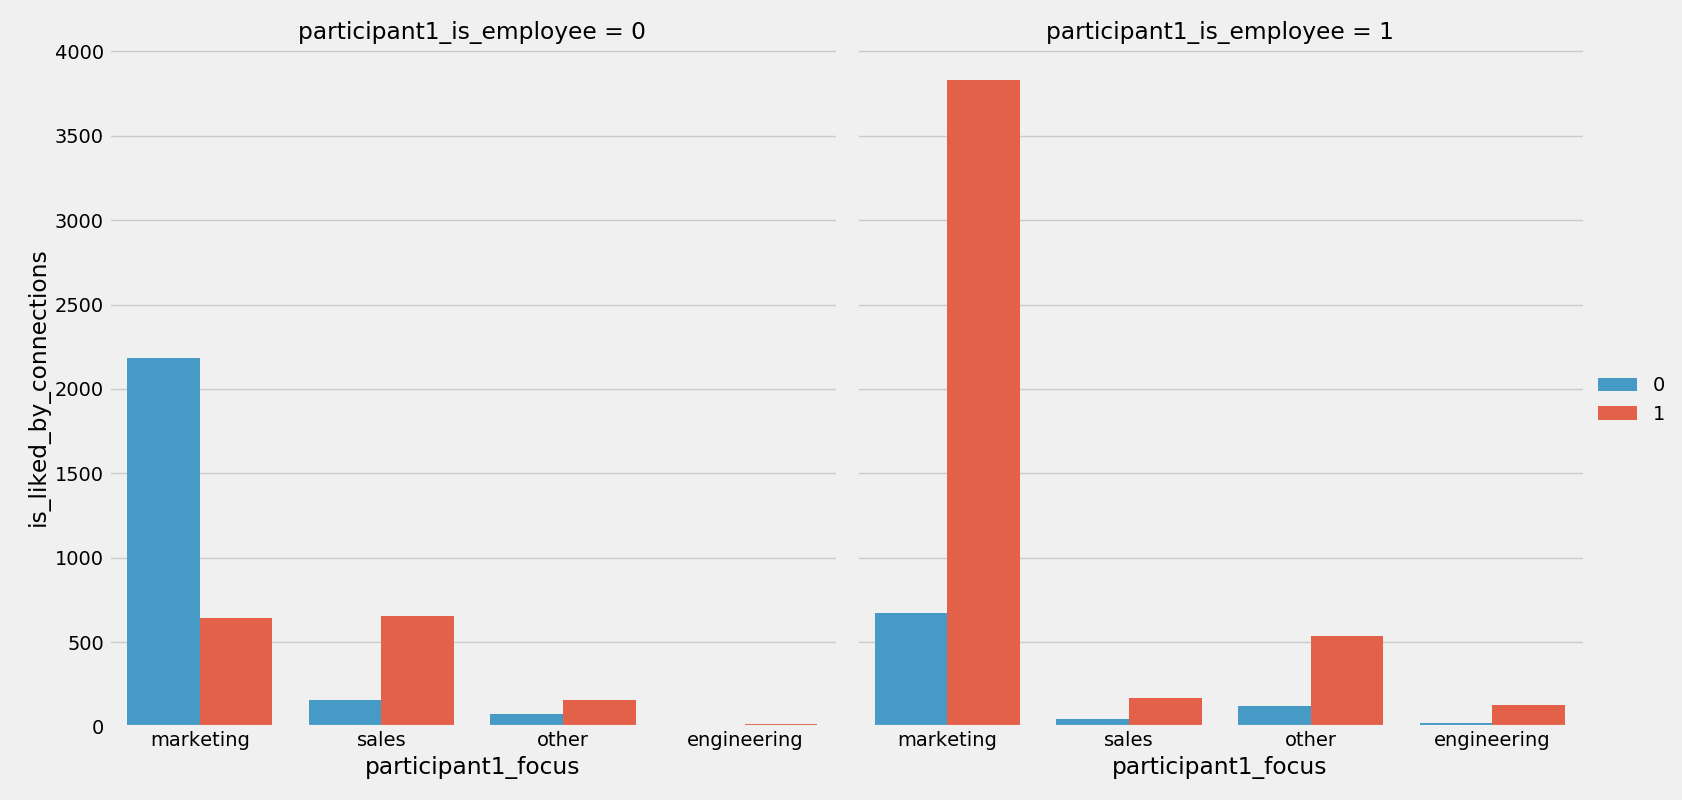 participant1_is_employee = 0
participant1_is_employee = 1
4000
3500
3000
2500
2000
1500
1000
500
0
is_liked_by_connections
marketing
sales
other
engineering
participant1_focus
marketing
sales
other
engineering
participant1_focus
0
1